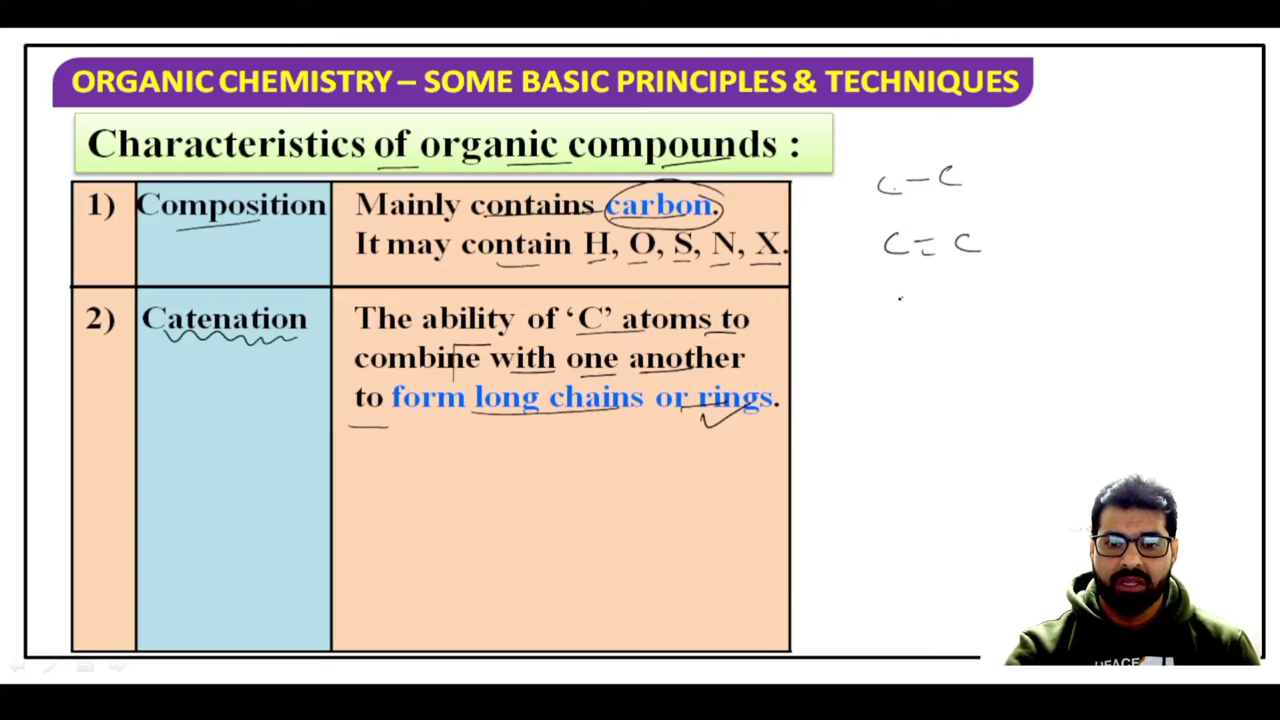 ORGANIC CHEMISTRY – SOME BASIC PRINCIPLES & TECHNIQUES
Characteristics of organic compounds :
1) Composition Mainly contains carbon.
It may contain H, O, S, N, X.
2) Catenation The ability of ‘C’ atoms to
combine with one another
to form long chains or rings.
C – C
C = C